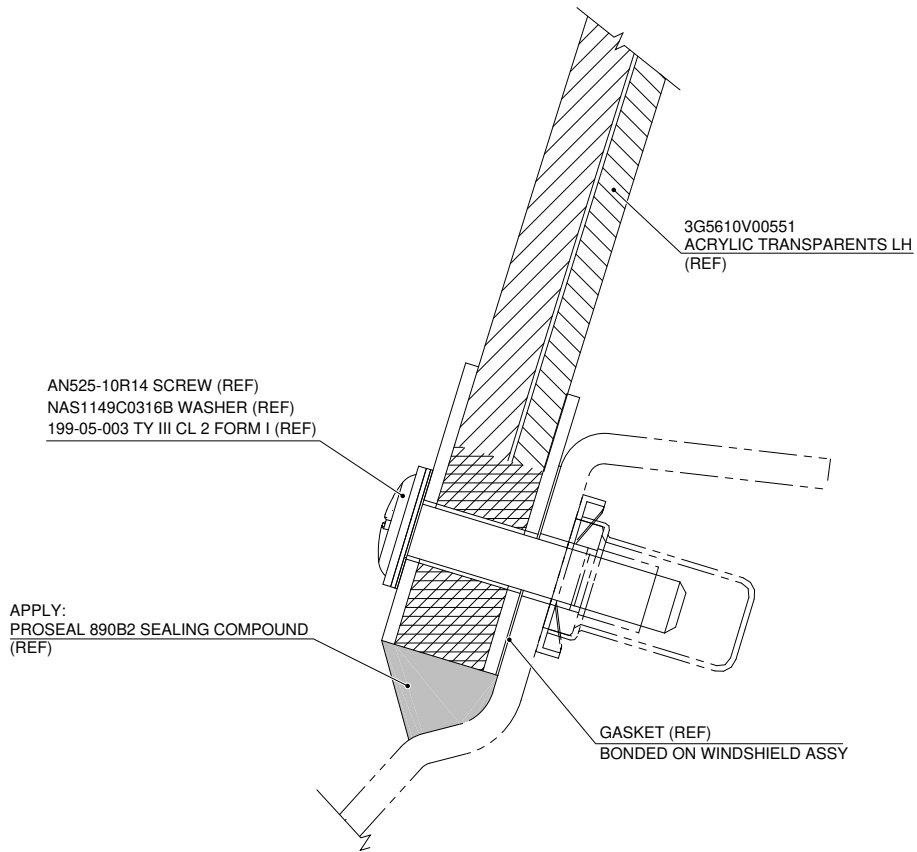 3G5610V00551
ACRYLIC TRANSPARENTS LH
(REF)
AN525-10R14 SCREW (REF)
NAS1149C0316B WASHER (REF)
199-05-003 TY III CL 2 FORM I (REF)
APPLY:
PROSEAL 890B2 SEALING COMPOUND
(REF)
GASKET (REF)
BONDED ON WINDSHIELD ASSY